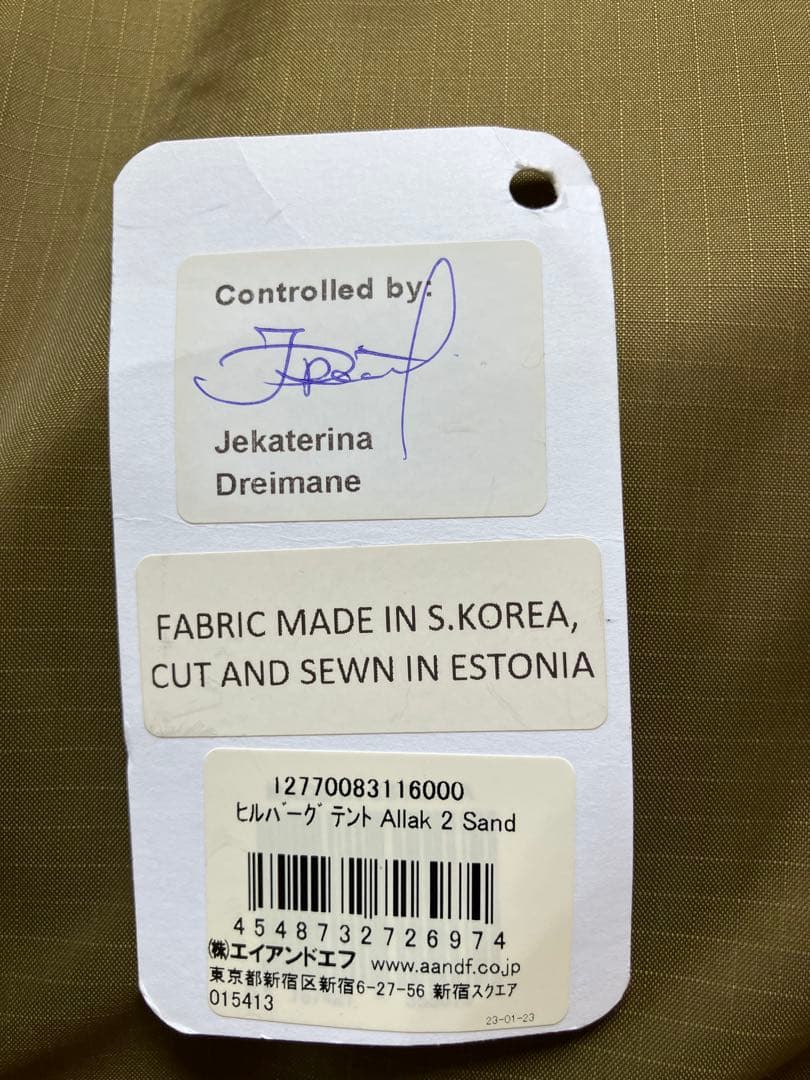 Controlled by:
Jekaterina
Dreimane
FABRIC MADE IN S.KOREA,
CUT AND SEWN IN ESTONIA
12770083116000
ﾋﾙﾊﾞｰｸﾞ ﾃﾝﾄ Allak 2 Sand
4548732726974
㈱エイアンドエフ www.aandf.co.jp
東京都新宿区新宿6-27-56 新宿スクエア
015413
23-01-23